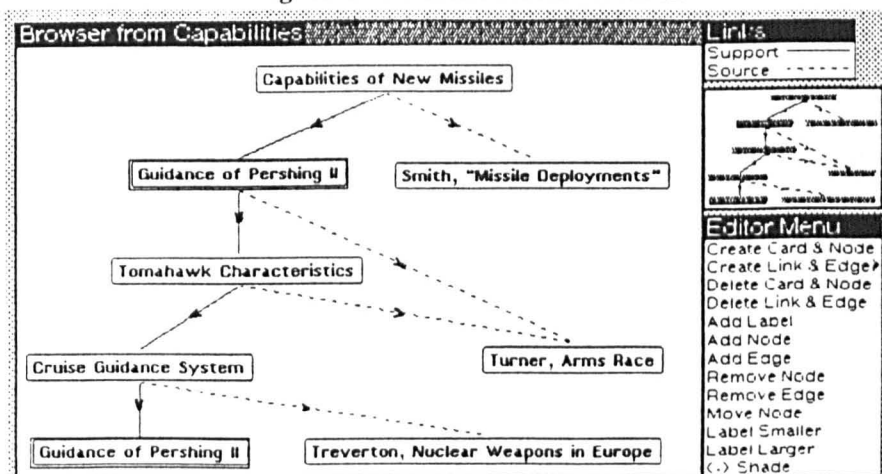 Browser from Capabilities
Capabilities of New Missiles
Guidance of Pershing II
Smith, "Missile Deployments"
Tomahawk Characteristics
Cruise Guidance System
Turner, Arms Race
Guidance of Pershing II
Treverton, Nuclear Weapons in Europe
Links
Support
Source
Editor Menu
Create Card & Node
Create Link & Edge
Delete Card & Node
Delete Link & Edge
Add Label
Add Node
Add Edge
Remove Node
Remove Edge
Move Node
Label Smaller
Label Larger
(.) Shade